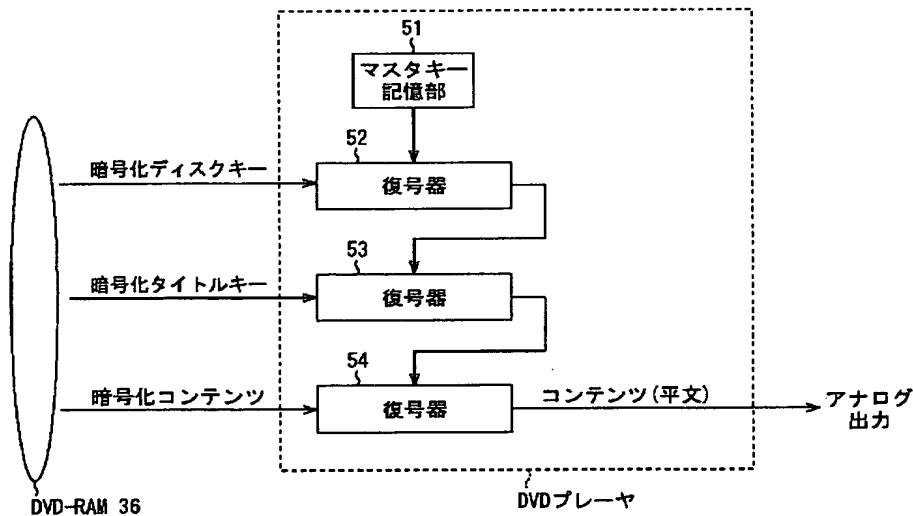 51
マスタキー
記憶部
52
暗号化ディスクキー
復号器
53
暗号化タイトルキー
復号器
54
暗号化コンテンツ
復号器
コンテンツ(平文)
アナログ
出力
DVD-RAM 36
DVDプレーヤ